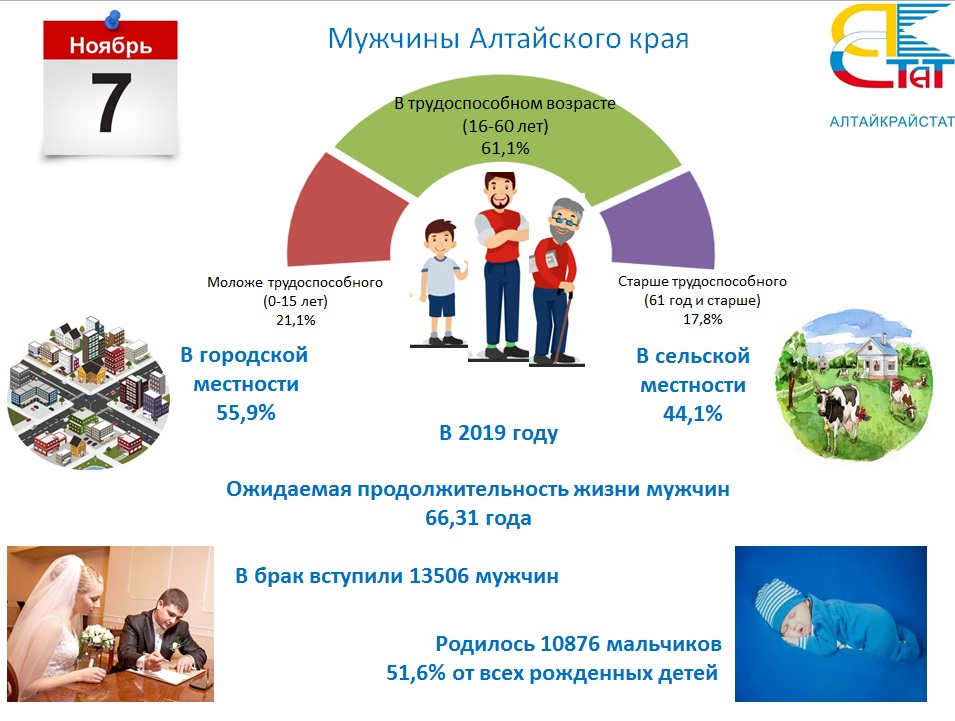 Ноябрь
7
Мужчины Алтайского края
АК
Стат
АЛТАЙКРАЙСТАТ
В трудоспособном возрасте
(16-60 лет)
61,1%
Моложе трудоспособного
(0-15 лет)
21,1%
Старше трудоспособного
(61 год и старше)
17,8%
В городской
местности
55,9%
В сельской
местности
44,1%
В 2019 году
Ожидаемая продолжительность жизни мужчин
66,31 года
В брак вступили 13506 мужчин
Родилось 10876 мальчиков
51,6% от всех рожденных детей